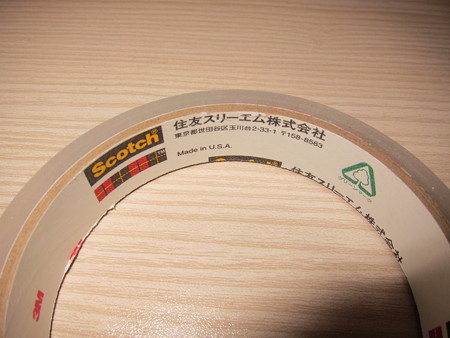 Scotch
住友スリーエム株式会社
東京都世田谷区玉川台2-33-1 〒158-8583
Made in U.S.A.
Scotch
住友スリーエム株式会社
3M